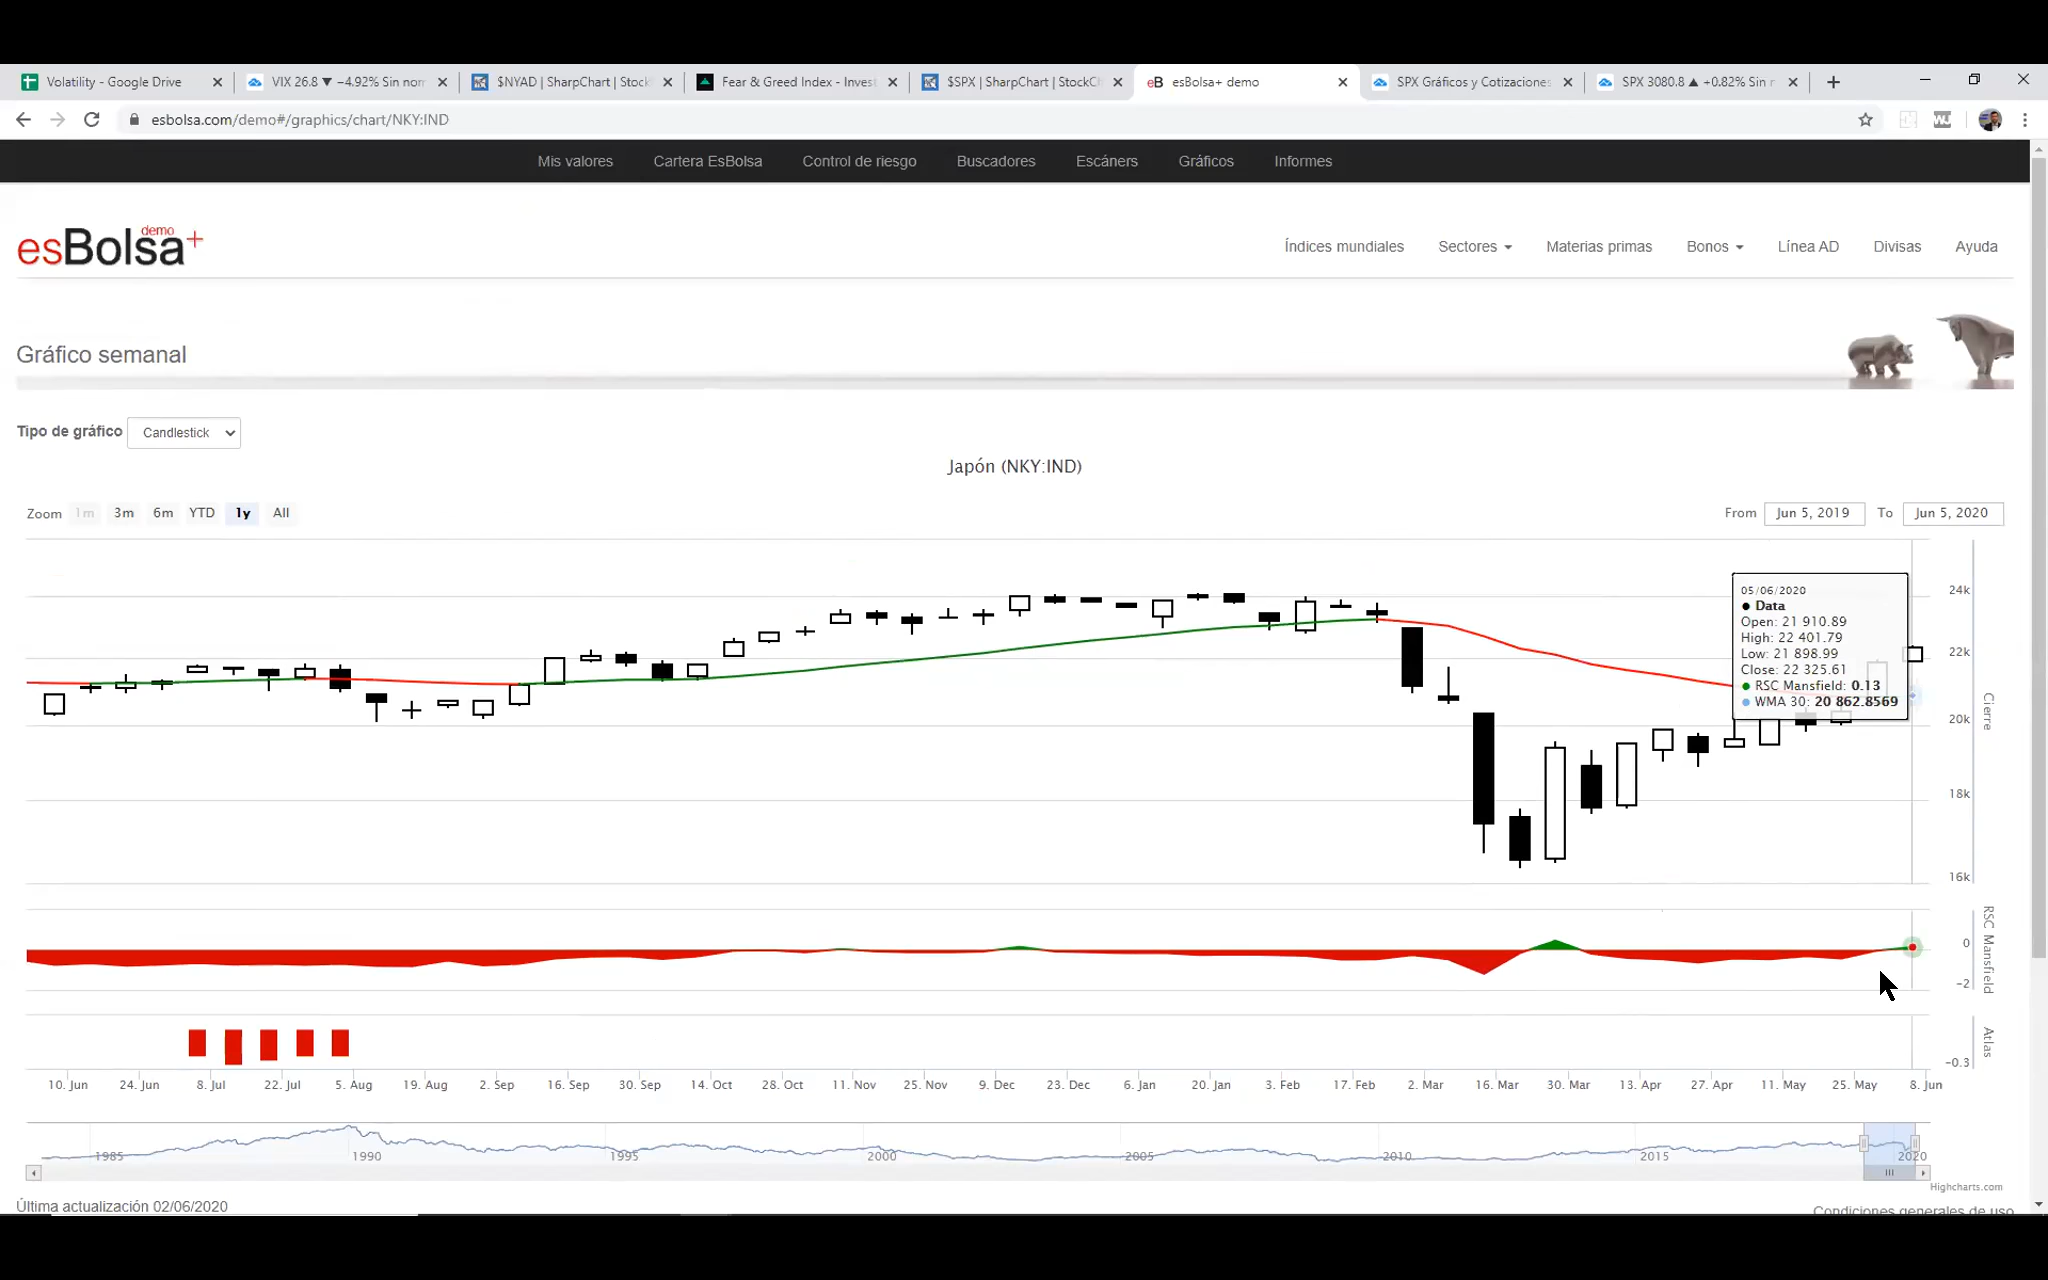 Volatility - Google Drive
VIX 26.8 ▼ −4.92% Sin nom
$NYAD | SharpChart | Stock
Fear & Greed Index - Invest
$SPX | SharpChart | StockCh
eB esBolsa+ demo
SPX Gráficos y Cotizaciones
SPX 3080.8 ▲ +0.82% Sin n
esbolsa.com/demo#/graphics/chart/NKY:IND
Mis valores Cartera EsBolsa Control de riesgo Buscadores Escáners Gráficos Informes
esBolsa+ demo
Índices mundiales Sectores Materias primas Bonos Línea AD Divisas Ayuda
Gráfico semanal
Tipo de gráfico Candlestick
Japón (NKY:IND)
Zoom 1m 3m 6m YTD 1y All
From Jun 5, 2019 To Jun 5, 2020
05/06/2020
Data
Open: 21 910.89
High: 22 401.79
Low: 21 898.99
Close: 22 325.61
RSC Mansfield: 0.13
WMA 30: 20 862.8569
24k
22k
20k
18k
16k
Cierre
0
-2
RSC Mansfield
-0.3
Atlas
10. Jun 24. Jun 8. Jul 22. Jul 5. Aug 19. Aug 2. Sep 16. Sep 30. Sep 14. Oct 28. Oct 11. Nov 25. Nov 9. Dec 23. Dec 6. Jan 20. Jan 3. Feb 17. Feb 2. Mar 16. Mar 30. Mar 13. Apr 27. Apr 11. May 25. May 8. Jun
1985 1990 1995 2000 2005 2010 2015 2020
Highcharts.com
Última actualización 02/06/2020
Condiciones generales de uso